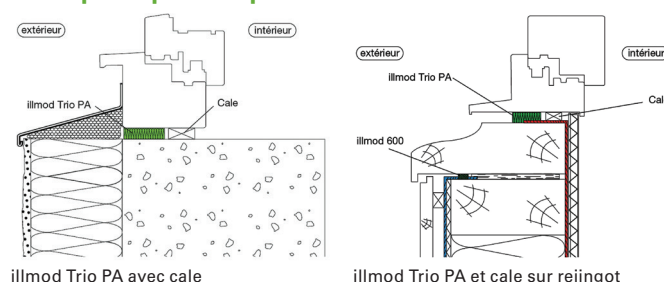 extérieur
intérieur
illmod Trio PA
Cale
illmod Trio PA avec cale
extérieur
intérieur
illmod Trio PA
illmod 600
illmod Trio PA et cale sur rejingot